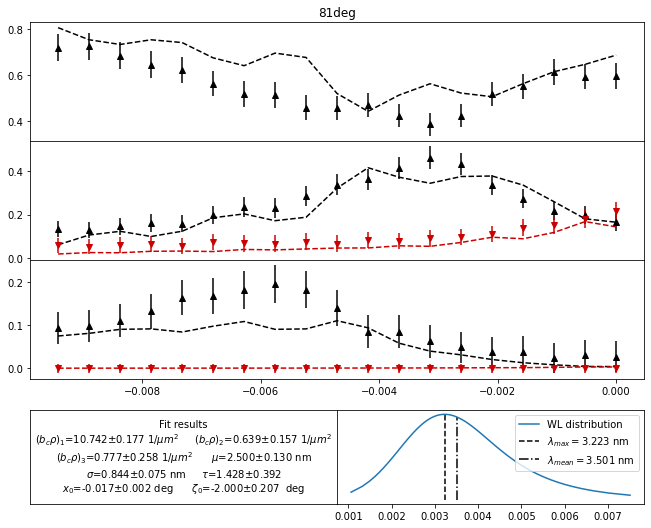 81deg
0.8
0.6
0.4
0.4
0.2
0.0
0.2
0.1
0.0
−0.008 −0.006 −0.004 −0.002 0.000
Fit results
(b_cρ)_1=10.742±0.177 1/μm² (b_cρ)_2=0.639±0.157 1/μm²
(b_cρ)_3=0.777±0.258 1/μm² μ=2.500±0.130 nm
σ=0.844±0.075 nm τ=1.428±0.392
x_0=-0.017±0.002 deg ζ_0=-2.000±0.207 deg
WL distribution
λ_max = 3.223 nm
λ_mean = 3.501 nm
0.001 0.002 0.003 0.004 0.005 0.006 0.007